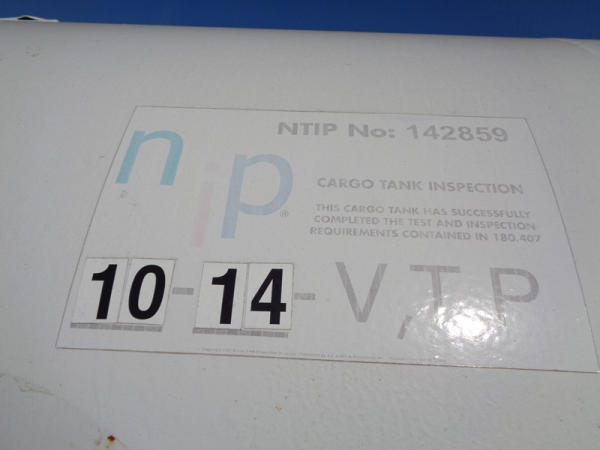 NTIP No: 142859
nip®
CARGO TANK INSPECTION
THIS CARGO TANK HAS SUCCESSFULLY
COMPLETED THE TEST AND INSPECTION
REQUIREMENTS CONTAINED IN 180.407
10-14-V,T,P